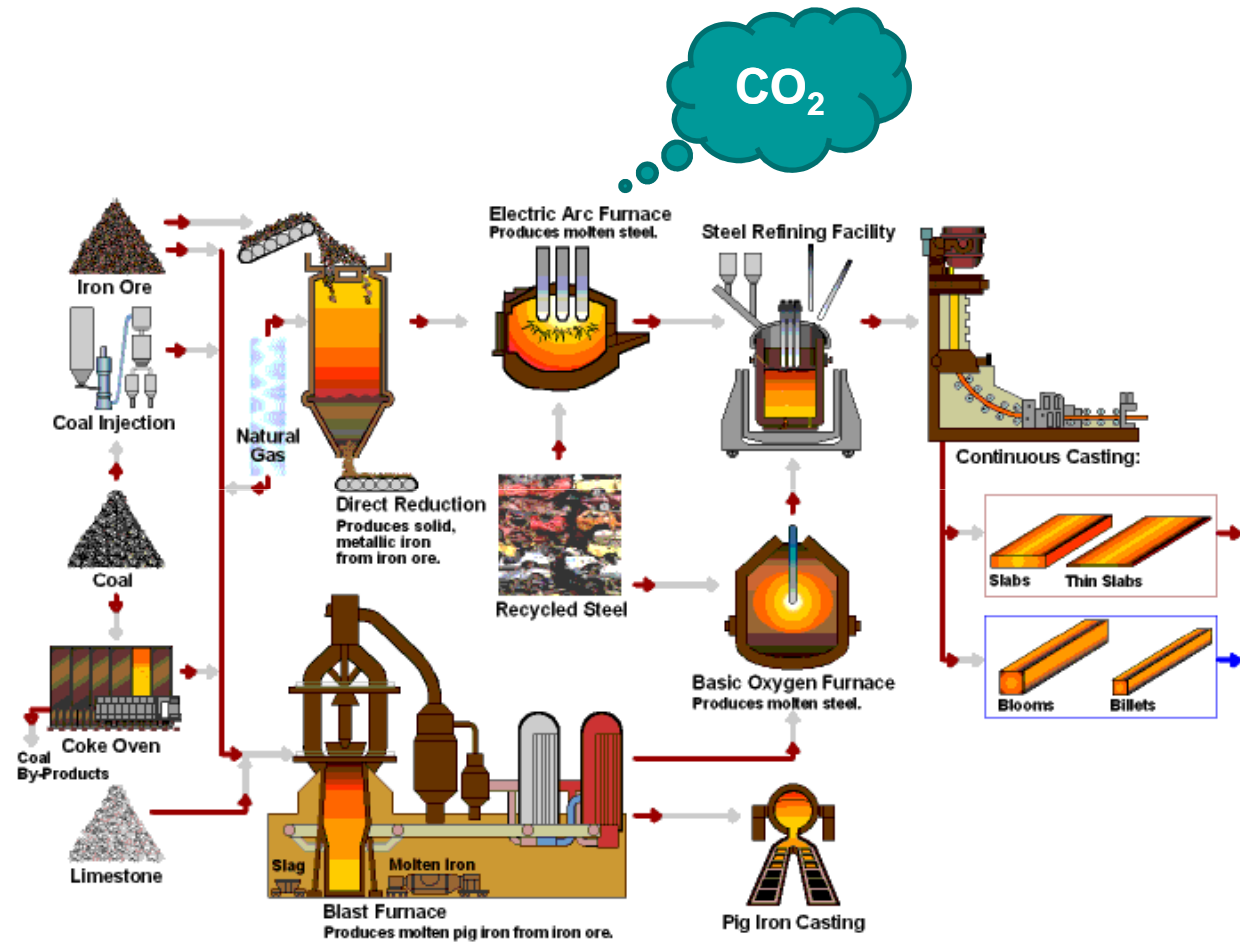 CO₂
Electric Arc Furnace
Produces molten steel.
Steel Refining Facility
Iron Ore
Coal Injection
Natural
Gas
Continuous Casting:
Direct Reduction
Produces solid,
metallic iron
from iron ore.
Coal
Slabs
Thin Slabs
Recycled Steel
Basic Oxygen Furnace
Produces molten steel.
Blooms
Billets
Coke Oven
Coal
By-Products
Limestone
Slag
Molten Iron
Blast Furnace
Produces molten pig iron from iron ore.
Pig Iron Casting